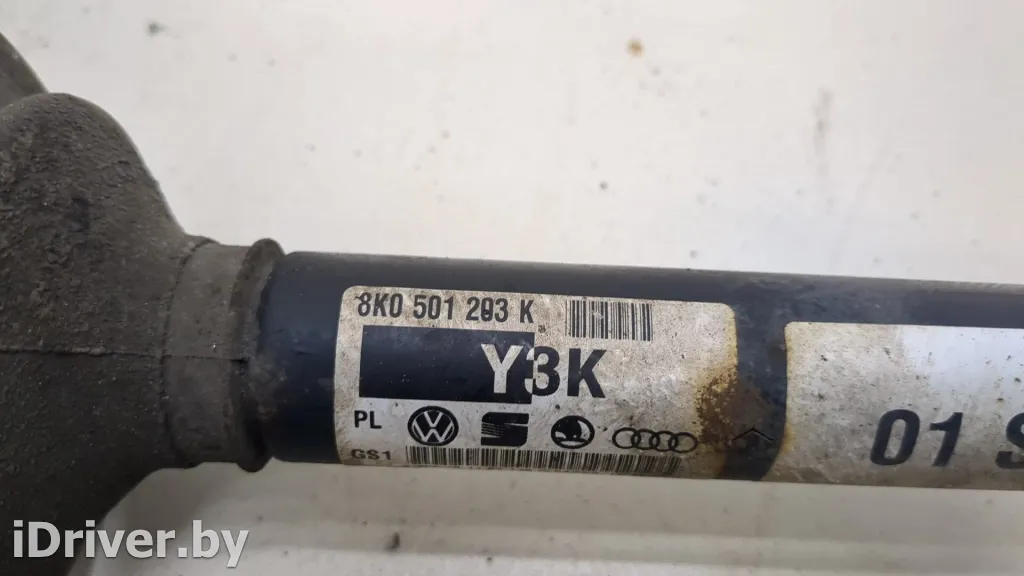 8K0 501 203 K
Y3K
PL
GS1
01 S
iDriver.by